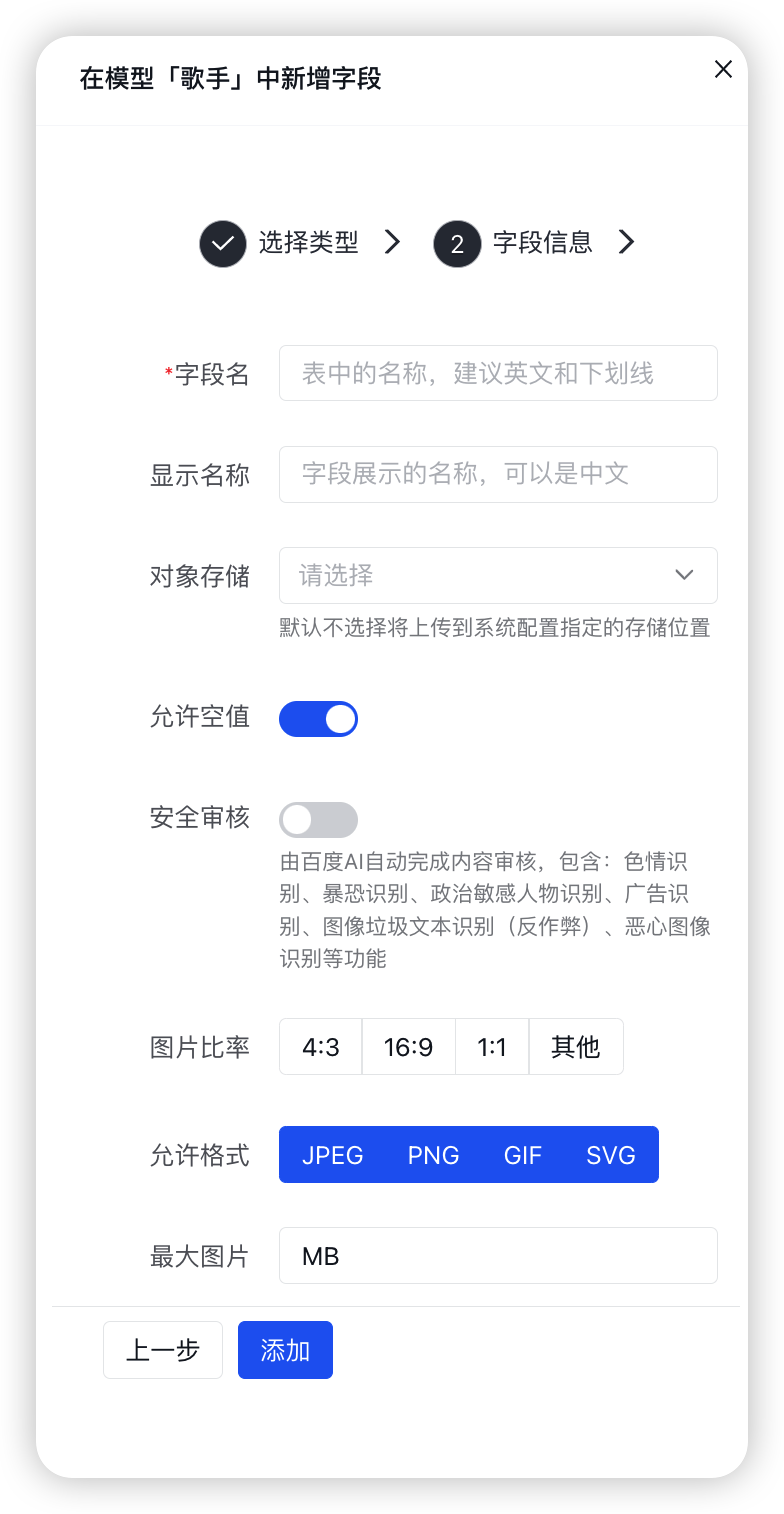 在模型「歌手」中新增字段
选择类型
2 字段信息
*字段名 表中的名称，建议英文和下划线
显示名称 字段展示的名称，可以是中文
对象存储 请选择
默认不选择将上传到系统配置指定的存储位置
允许空值
安全审核
由百度AI自动完成内容审核，包含：色情识
别、暴恐识别、政治敏感人物识别、广告识
别、图像垃圾文本识别（反作弊）、恶心图像
识别等功能
图片比率 4:3 16:9 1:1 其他
允许格式 JPEG PNG GIF SVG
最大图片 MB
上一步 添加